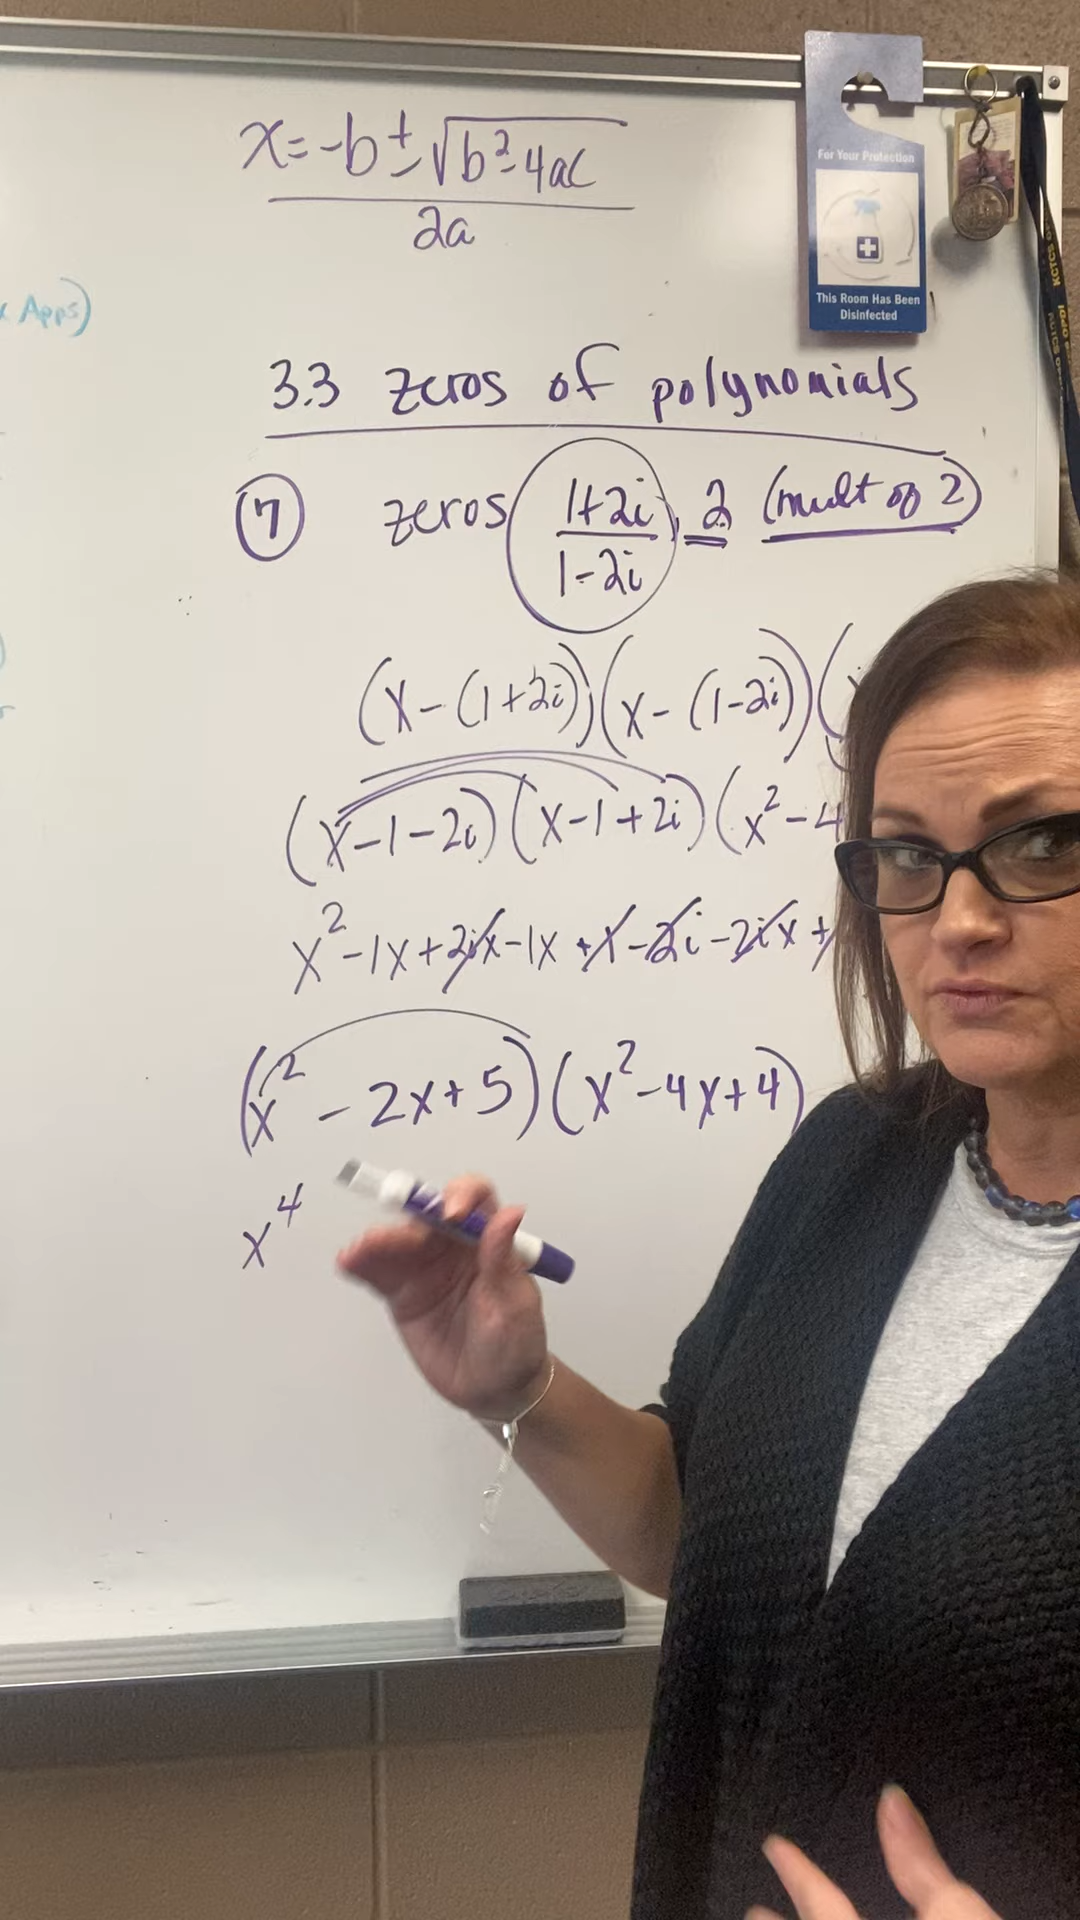 x = -b ± √b²-4ac
2a
Apps)
For Your Protection
This Room Has Been
Disinfected
3.3 zeros of polynomials
7 zeros 1+2i, 2 (mult of 2)
1-2i
(x-(1+2i))(x-(1-2i))(
(x-1-2i)(x-1+2i)(x²-4
x²-1x+2ix-1x+1-2i-2ix+
(x²-2x+5)(x²-4x+4)
x⁴